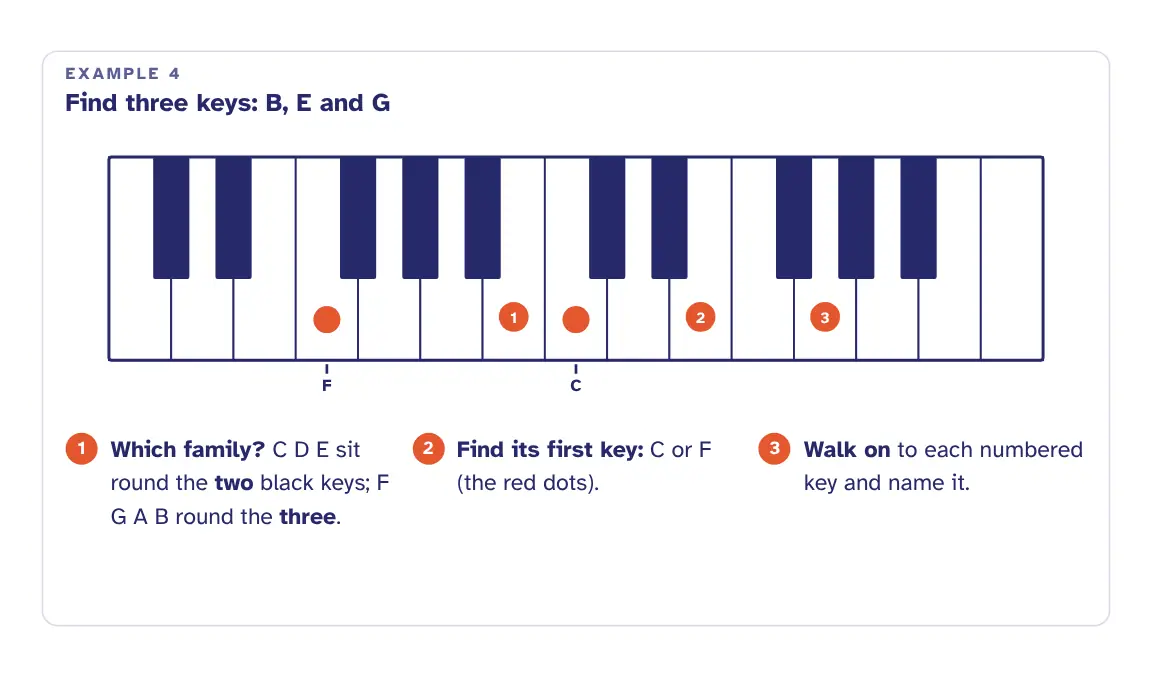 EXAMPLE 4
Find three keys: B, E and G
1
2
3
F
C
1
Which family? C D E sit
round the two black keys; F
G A B round the three.
2
Find its first key: C or F
(the red dots).
3
Walk on to each numbered
key and name it.